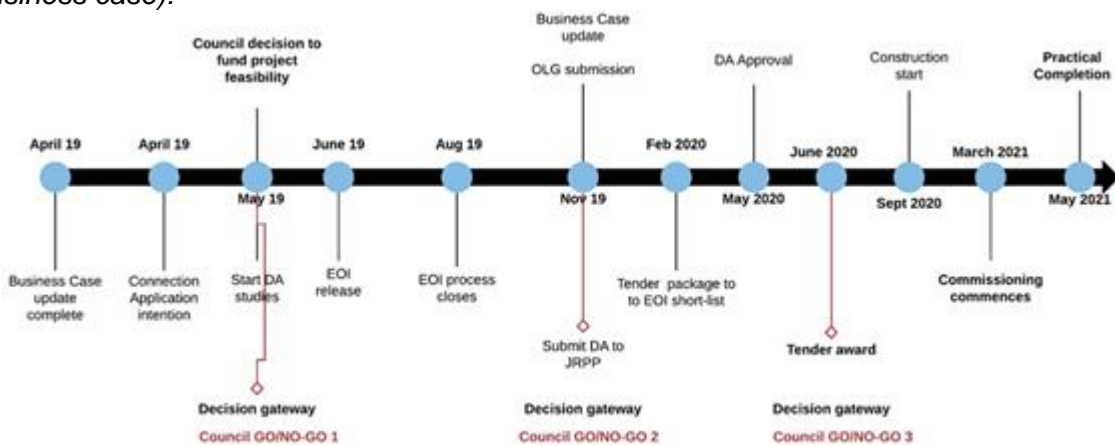 business case).
Council decision to
fund project
feasibility
Business Case
update
OLG submission
DA Approval
Construction
start
Practical
Completion
April 19
April 19
May 19
June 19
Aug 19
Nov 19
Feb 2020
May 2020
June 2020
Sept 2020
March 2021
May 2021
Business Case
update
complete
Connection
Application
intention
Start DA
studies
EOI
release
EOI process
closes
Submit DA to
JRPP
Tender package to
to EOI short-list
Tender award
Commissioning
commences
Decision gateway
Council GO/NO-GO 1
Decision gateway
Council GO/NO-GO 2
Decision gateway
Council GO/NO-GO 3